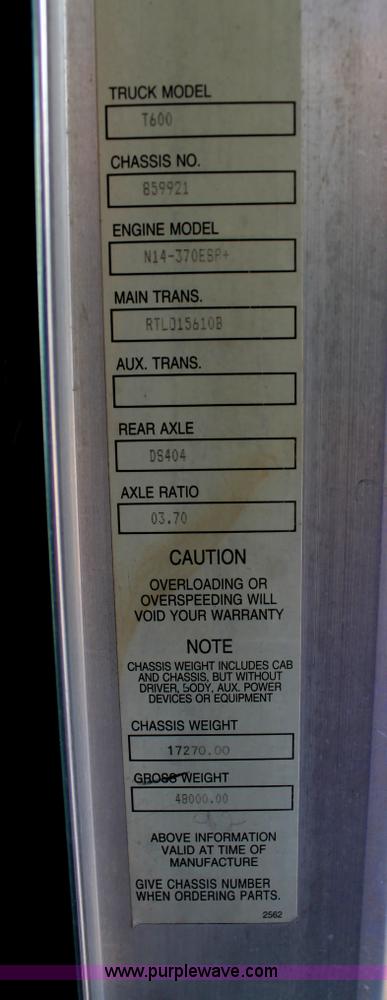 TRUCK MODEL
T600
CHASSIS NO.
859921
ENGINE MODEL
N14-370ESP+
MAIN TRANS.
RTLO15610B
AUX. TRANS.
REAR AXLE
DS404
AXLE RATIO
03.70
CAUTION
OVERLOADING OR
OVERSPEEDING WILL
VOID YOUR WARRANTY
NOTE
CHASSIS WEIGHT INCLUDES CAB
AND CHASSIS, BUT WITHOUT
DRIVER, BODY, AUX. POWER
DEVICES OR EQUIPMENT
CHASSIS WEIGHT
17270.00
GROSS WEIGHT
48000.00
ABOVE INFORMATION
VALID AT TIME OF
MANUFACTURE
GIVE CHASSIS NUMBER
WHEN ORDERING PARTS.
2562
www.purplewave.com